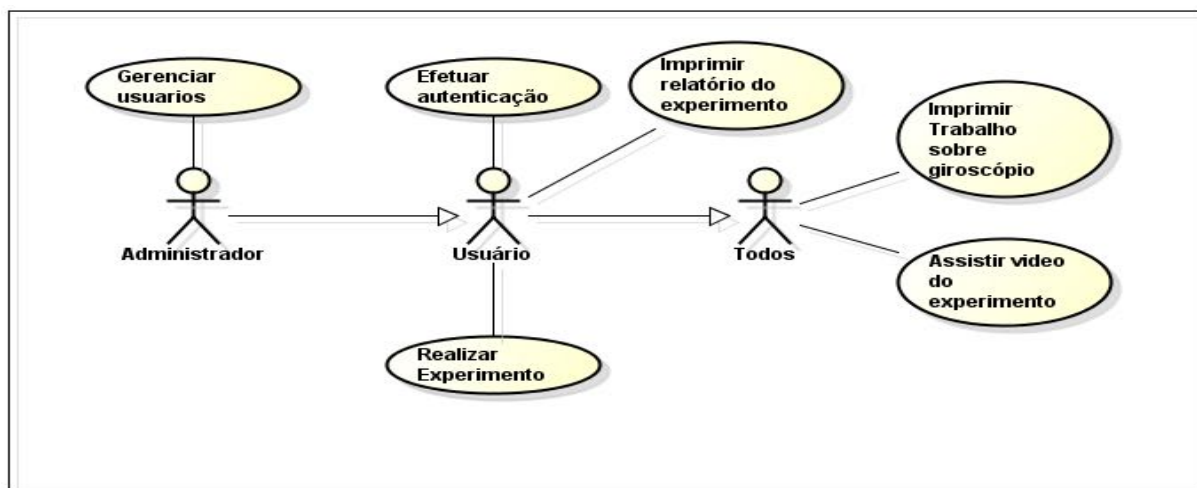 Gerenciar
usuarios
Efetuar
autenticação
Imprimir
relatório do
experimento
Imprimir
Trabalho
sobre
giroscópio
Administrador
Usuário
Todos
Assistir video
do
experimento
Realizar
Experimento